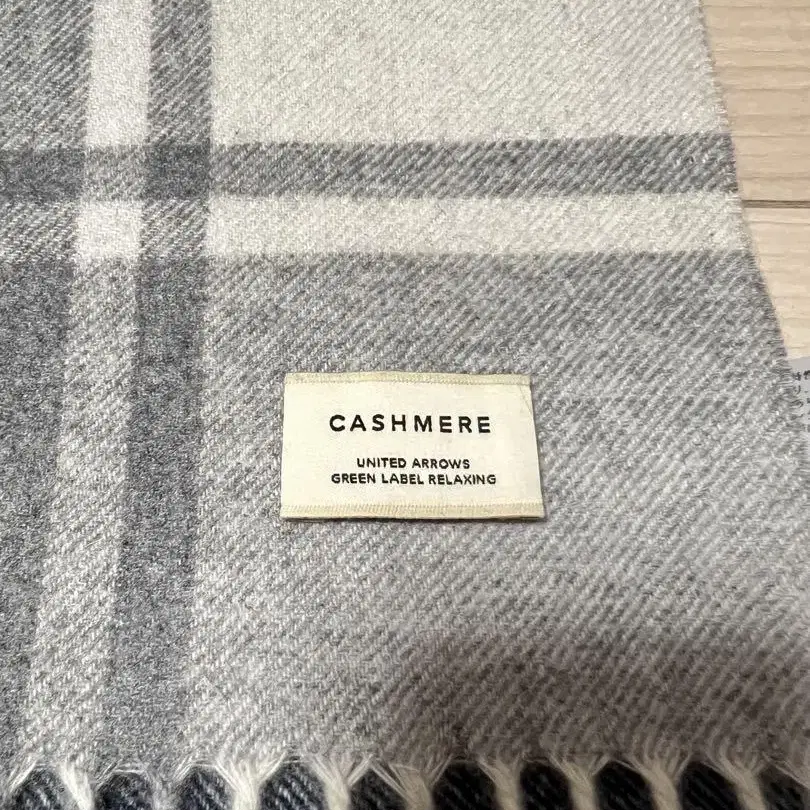 CASHMERE
UNITED ARROWS
GREEN LABEL RELAXING